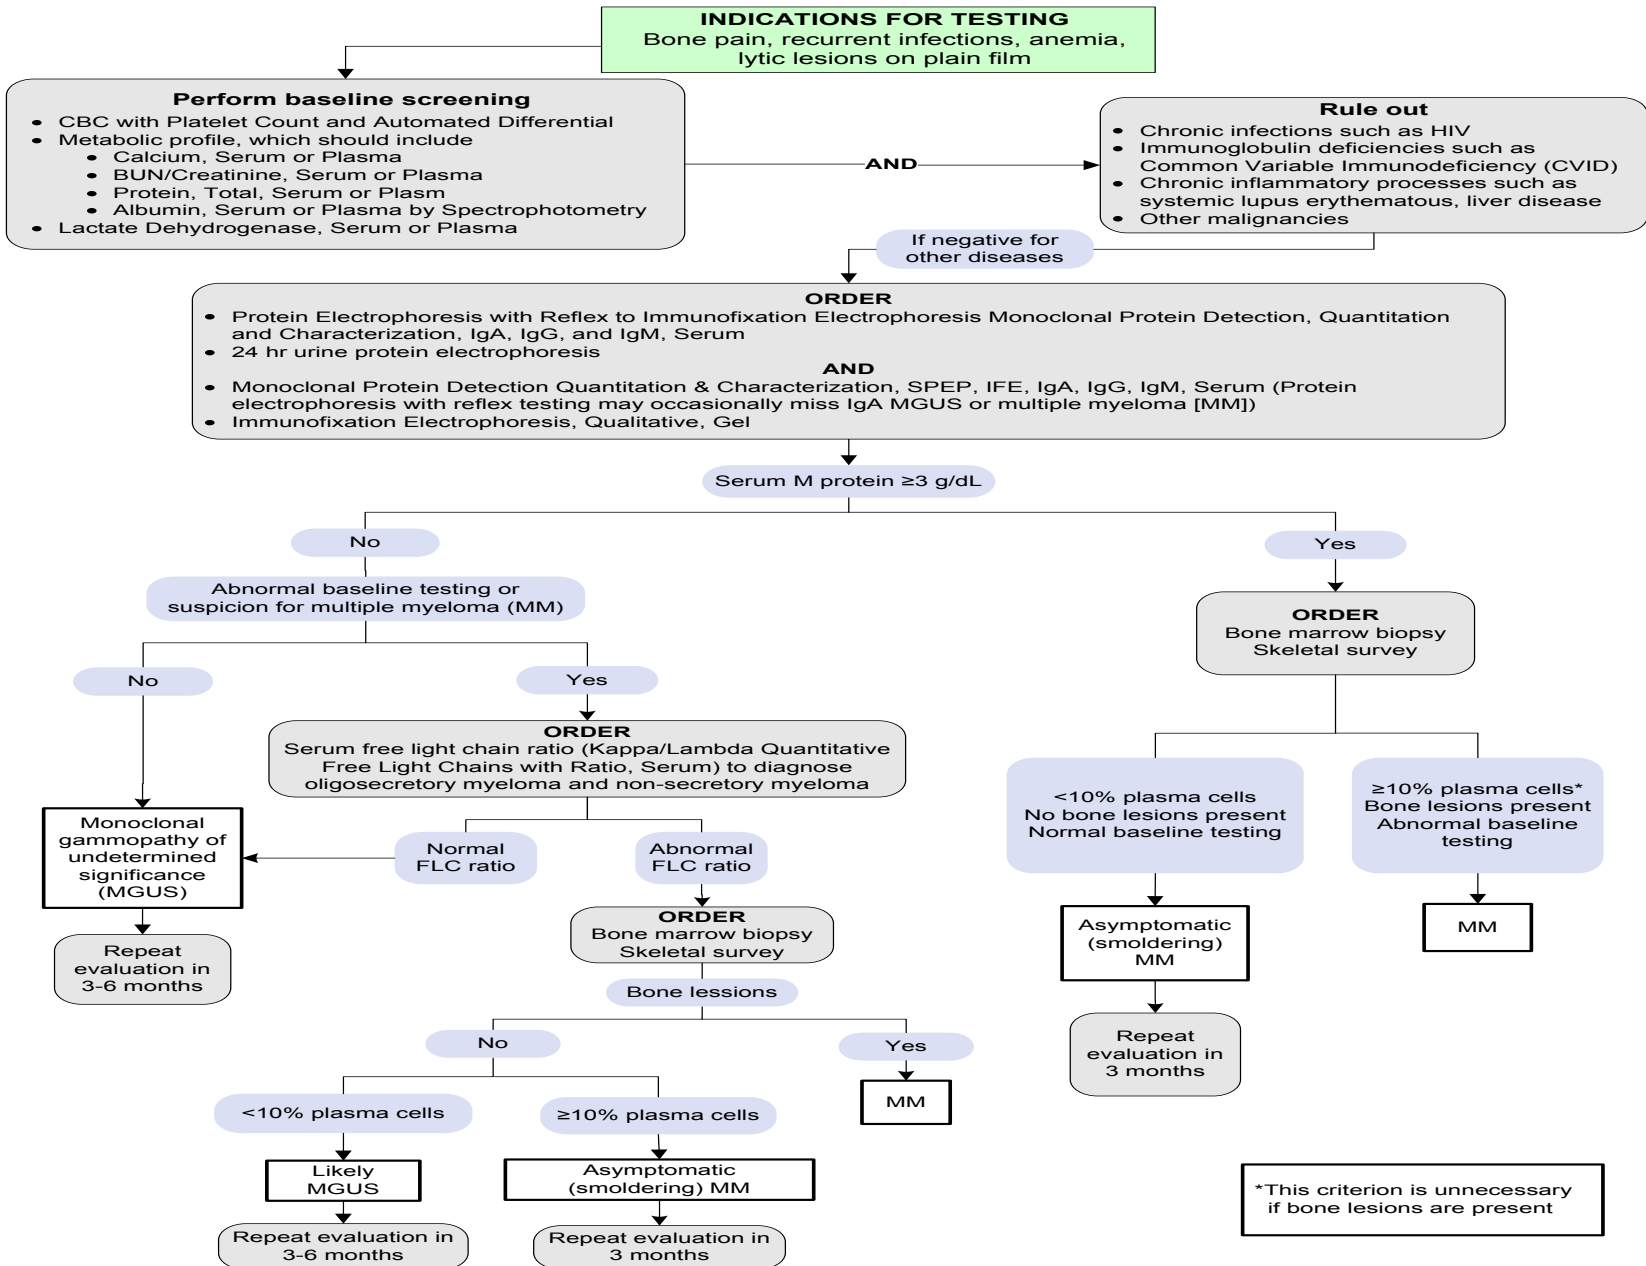 INDICATIONS FOR TESTING
Bone pain, recurrent infections, anemia,
lytic lesions on plain film
Perform baseline screening
• CBC with Platelet Count and Automated Differential
• Metabolic profile, which should include
• Calcium, Serum or Plasma
• BUN/Creatinine, Serum or Plasma
• Protein, Total, Serum or Plasm
• Albumin, Serum or Plasma by Spectrophotometry
• Lactate Dehydrogenase, Serum or Plasma
AND
Rule out
• Chronic infections such as HIV
• Immunoglobulin deficiencies such as
Common Variable Immunodeficiency (CVID)
• Chronic inflammatory processes such as
systemic lupus erythematous, liver disease
• Other malignancies
If negative for
other diseases
ORDER
• Protein Electrophoresis with Reflex to Immunofixation Electrophoresis Monoclonal Protein Detection, Quantitation
and Characterization, IgA, IgG, and IgM, Serum
• 24 hr urine protein electrophoresis
AND
• Monoclonal Protein Detection Quantitation & Characterization, SPEP, IFE, IgA, IgG, IgM, Serum (Protein
electrophoresis with reflex testing may occasionally miss IgA MGUS or multiple myeloma [MM])
• Immunofixation Electrophoresis, Qualitative, Gel
Serum M protein ≥3 g/dL
No
Yes
Abnormal baseline testing or
suspicion for multiple myeloma (MM)
ORDER
Bone marrow biopsy
Skeletal survey
No
Yes
ORDER
Serum free light chain ratio (Kappa/Lambda Quantitative
Free Light Chains with Ratio, Serum) to diagnose
oligosecretory myeloma and non-secretory myeloma
<10% plasma cells
No bone lesions present
Normal baseline testing
≥10% plasma cells*
Bone lesions present
Abnormal baseline
testing
Monoclonal
gammopathy of
undetermined
significance
(MGUS)
Normal
FLC ratio
Abnormal
FLC ratio
ORDER
Bone marrow biopsy
Skeletal survey
Asymptomatic
(smoldering)
MM
MM
Repeat
evaluation in
3-6 months
Bone lessions
No
Yes
Repeat
evaluation in
3 months
<10% plasma cells
≥10% plasma cells
MM
Likely
MGUS
Asymptomatic
(smoldering) MM
*This criterion is unnecessary
if bone lesions are present
Repeat evaluation in
3-6 months
Repeat evaluation in
3 months